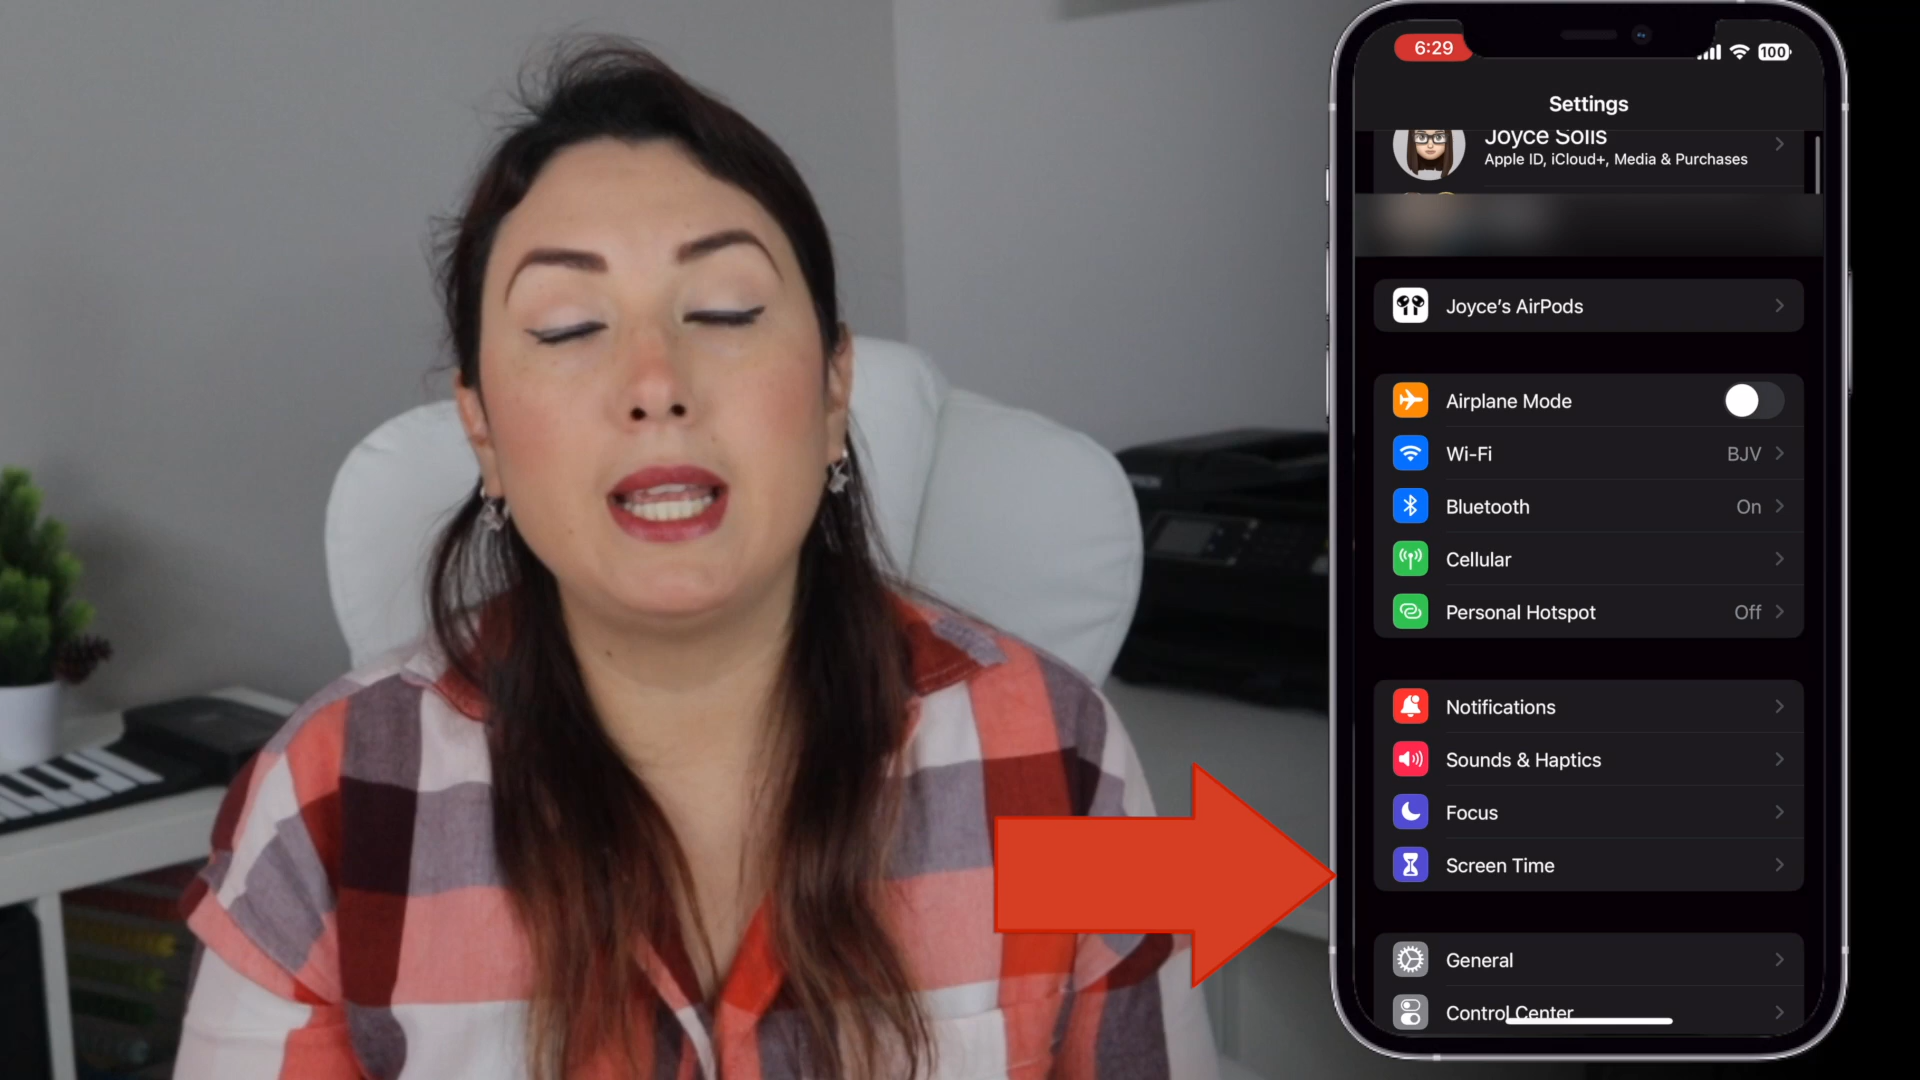 6:29
100
Settings
Joyce Solis
Apple ID, iCloud+, Media & Purchases
Joyce's AirPods
Airplane Mode
Wi-Fi BJV
Bluetooth On
Cellular
Personal Hotspot Off
Notifications
Sounds & Haptics
Focus
Screen Time
General
Control Center